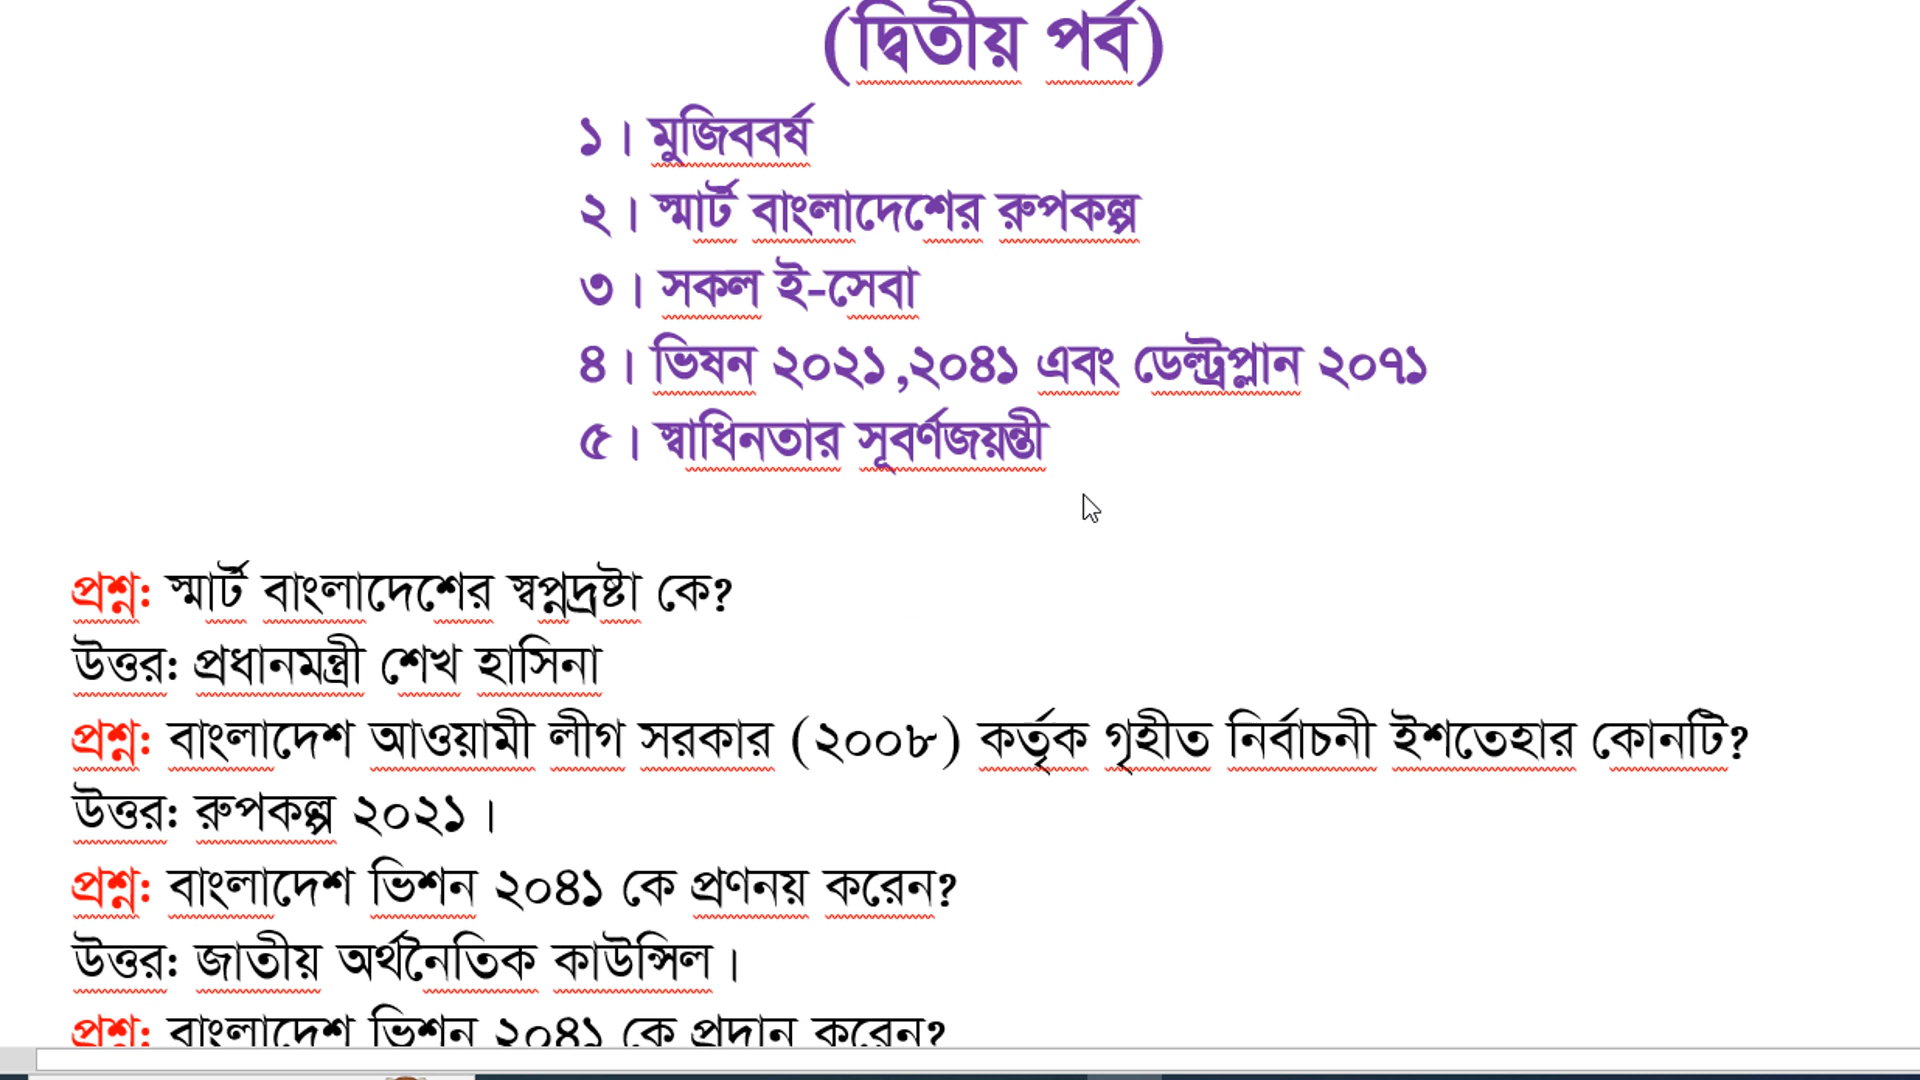 (দ্বিতীয় পর্ব)
১। মুজিববর্ষ
২। স্মার্ট বাংলাদেশের রুপকল্প
৩। সকল ই-সেবা
৪। ভিষন ২০২১,২০৪১ এবং ডেল্ট্রপ্লান ২০৭১
৫। স্বাধিনতার সূবর্ণজয়ন্তী
প্রশ্ন: স্মার্ট বাংলাদেশের স্বপ্নদ্রষ্টা কে?
উত্তর: প্রধানমন্ত্রী শেখ হাসিনা
প্রশ্ন: বাংলাদেশ আওয়ামী লীগ সরকার (২০০৮) কর্তৃক গৃহীত নির্বাচনী ইশতেহার কোনটি?
উত্তর: রুপকল্প ২০২১।
প্রশ্ন: বাংলাদেশ ভিশন ২০৪১ কে প্রণনয় করেন?
উত্তর: জাতীয় অর্থনৈতিক কাউন্সিল।
প্রশ্ন: বাংলাদেশ ভিশন ২০৪১ কে প্রদান করেন?